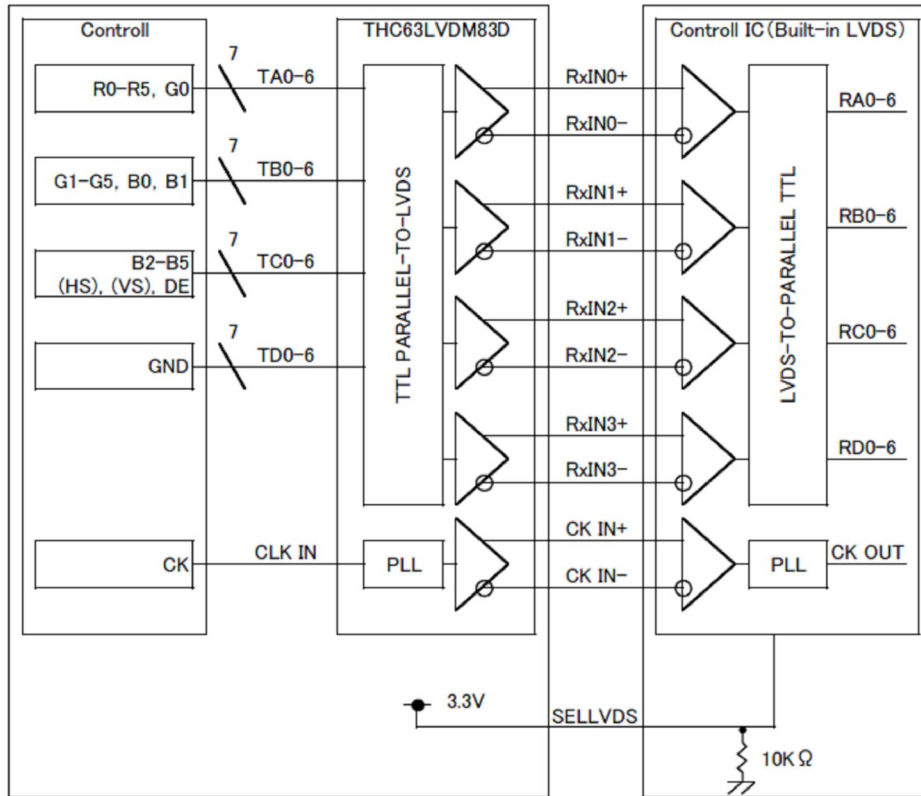 Controll
THC63LVDM83D
Controll IC(Built-in LVDS)
R0-R5, G0
7
TA0-6
RxIN0+
RxIN0-
RA0-6
G1-G5, B0, B1
7
TB0-6
RxIN1+
RxIN1-
RB0-6
B2-B5
(HS), (VS), DE
7
TC0-6
RxIN2+
RxIN2-
RC0-6
GND
7
TD0-6
RxIN3+
RxIN3-
RD0-6
TTL PARALLEL-TO-LVDS
LVDS-TO-PARALLEL TTL
CK
CLK IN
PLL
CK IN+
CK IN-
PLL
CK OUT
3.3V
SELLVDS
10KΩ